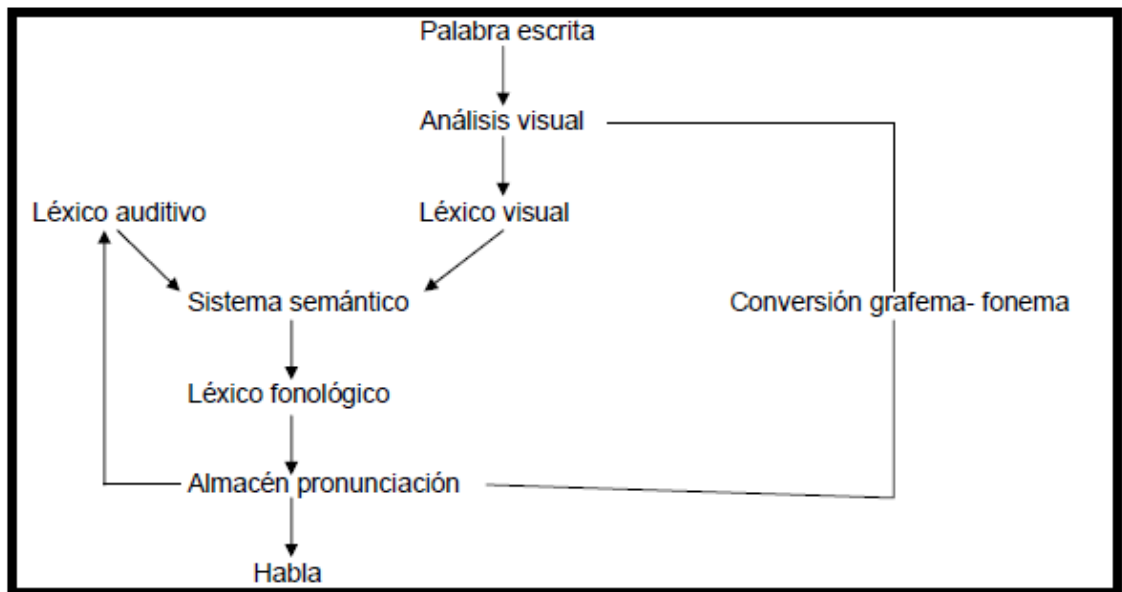 Palabra escrita
Análisis visual
Léxico auditivo
Léxico visual
Sistema semántico
Conversión grafema- fonema
Léxico fonológico
Almacén pronunciación
Habla